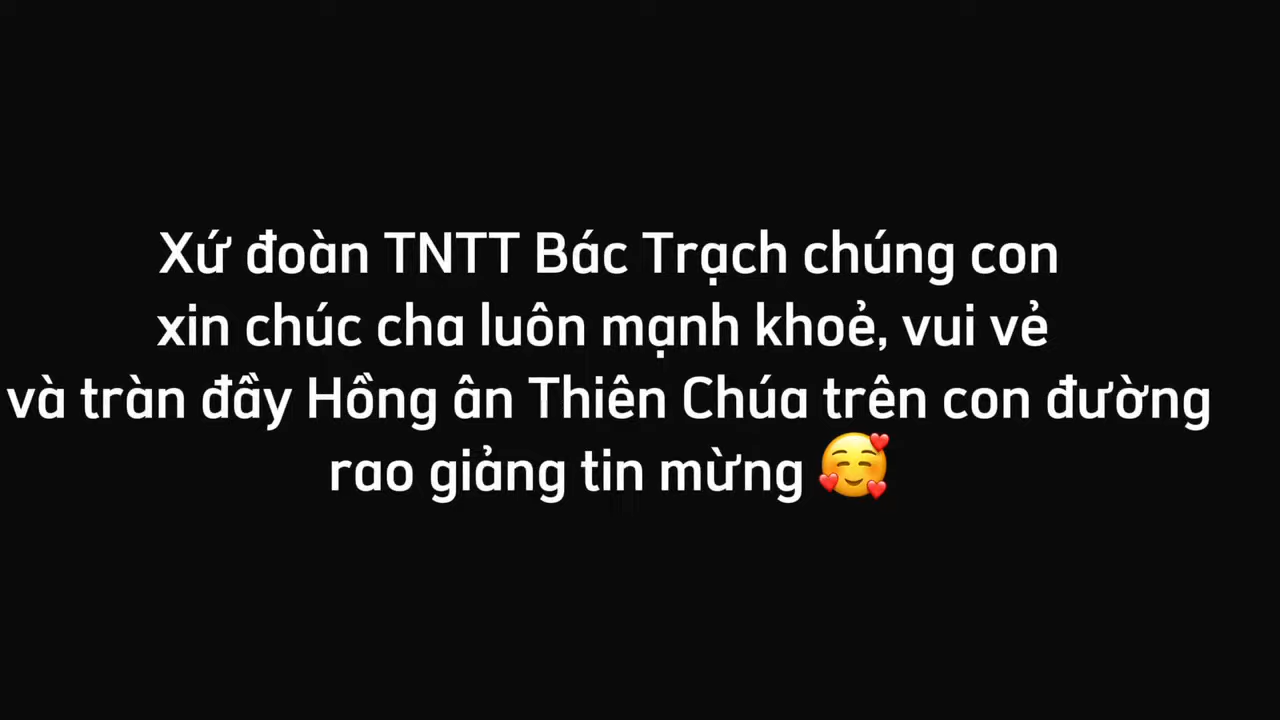 Xứ đoàn TNTT Bác Trạch chúng con
xin chúc cha luôn mạnh khoẻ, vui vẻ
và tràn đầy Hồng ân Thiên Chúa trên con đường
rao giảng tin mừng 🥰